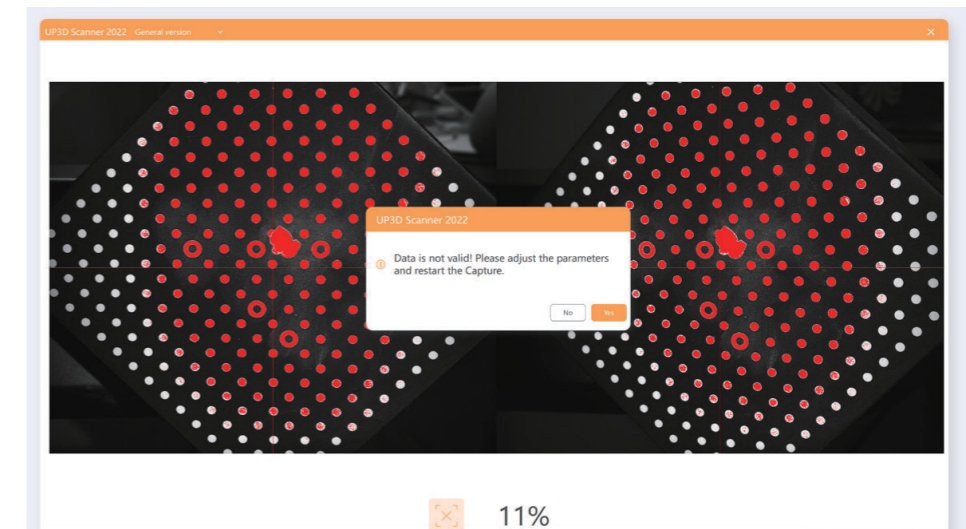 UP3D Scanner 2022 General version
UP3D Scanner 2022
Data is not valid! Please adjust the parameters
and restart the Capture.
No Yes
11%